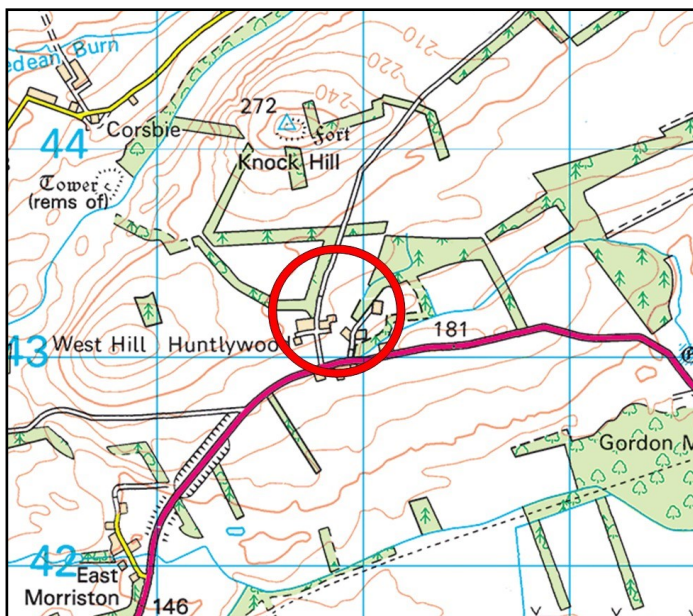 edean Burn
210
220
240
272
Corsbie
Fort
44
Knock Hill
Tower
(rems of)
181
43
West Hill
Huntlywood
Gordon M
42
East
Morriston
146